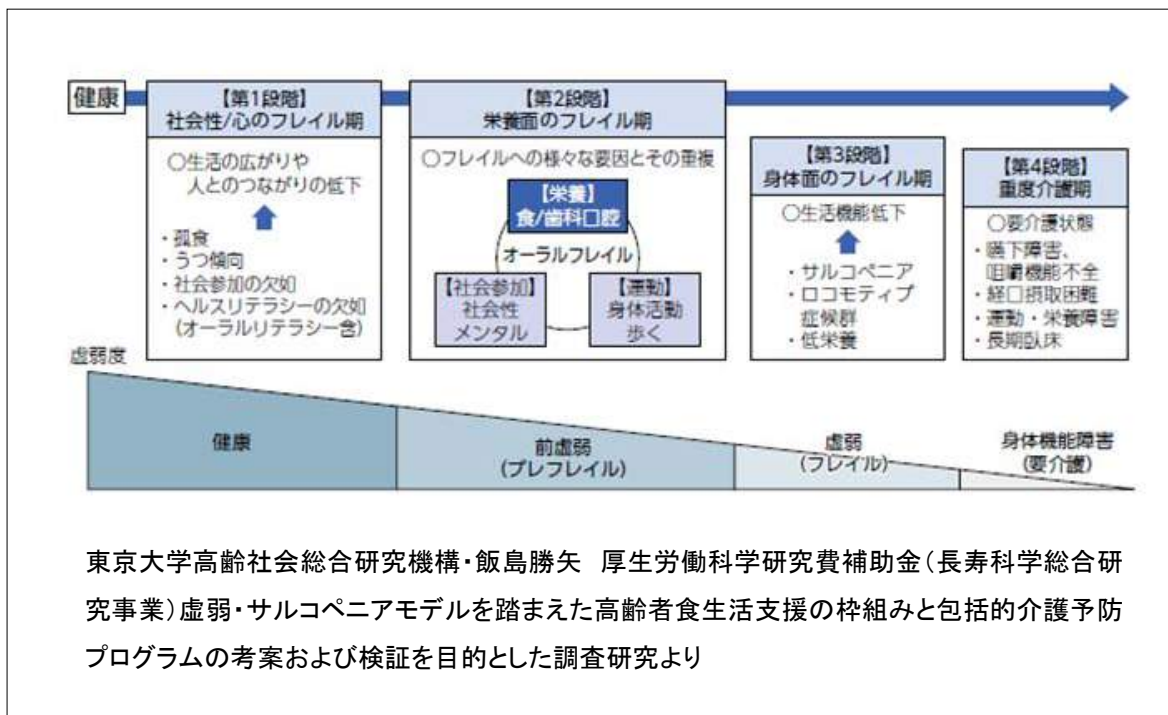 健康
【第1段階】
社会性/心のフレイル期
○生活の広がりや
人とのつながりの低下
・孤食
・うつ傾向
・社会参加の欠如
・ヘルスリテラシーの欠如
(オーラルリテラシー含)
【第2段階】
栄養面のフレイル期
○フレイルへの様々な要因とその重複
【栄養】
食/歯科口腔
オーラルフレイル
【社会参加】
社会性
メンタル
【運動】
身体活動
歩く
【第3段階】
身体面のフレイル期
○生活機能低下
・サルコペニア
・ロコモティブ
症候群
・低栄養
【第4段階】
重度介護期
○要介護状態
・嚥下障害、
咀嚼機能不全
・経口摂取困難
・運動・栄養障害
・長期臥床
虚弱度
健康
前虚弱
(プレフレイル)
虚弱
(フレイル)
身体機能障害
(要介護)
東京大学高齢社会総合研究機構・飯島勝矢 厚生労働科学研究費補助金(長寿科学総合研
究事業)虚弱・サルコペニアモデルを踏まえた高齢者食生活支援の枠組みと包括的介護予防
プログラムの考案および検証を目的とした調査研究より